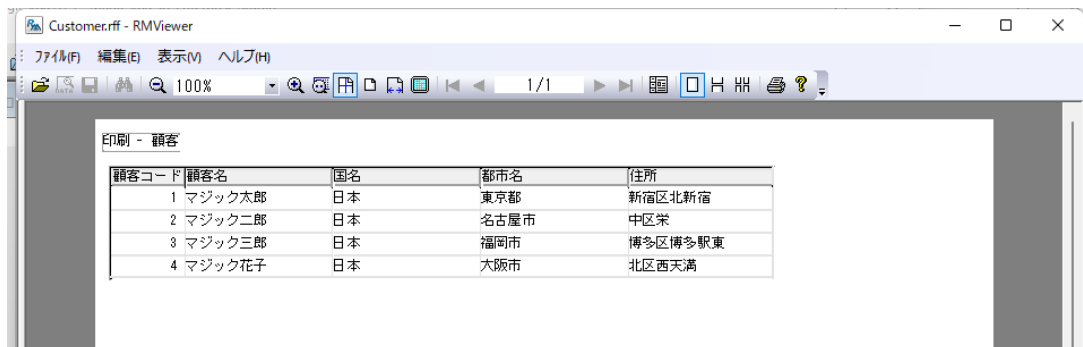 Customer.rff - RMViewer
ﾌｧｲﾙ(F) 編集(E) 表示(V) ヘルプ(H)
DATA 100% 1/1
印刷 - 顧客
顧客コード 顧客名 国名 都市名 住所
1 マジック太郎 日本 東京都 新宿区北新宿
2 マジック二郎 日本 名古屋市 中区栄
3 マジック三郎 日本 福岡市 博多区博多駅東
4 マジック花子 日本 大阪市 北区西天満